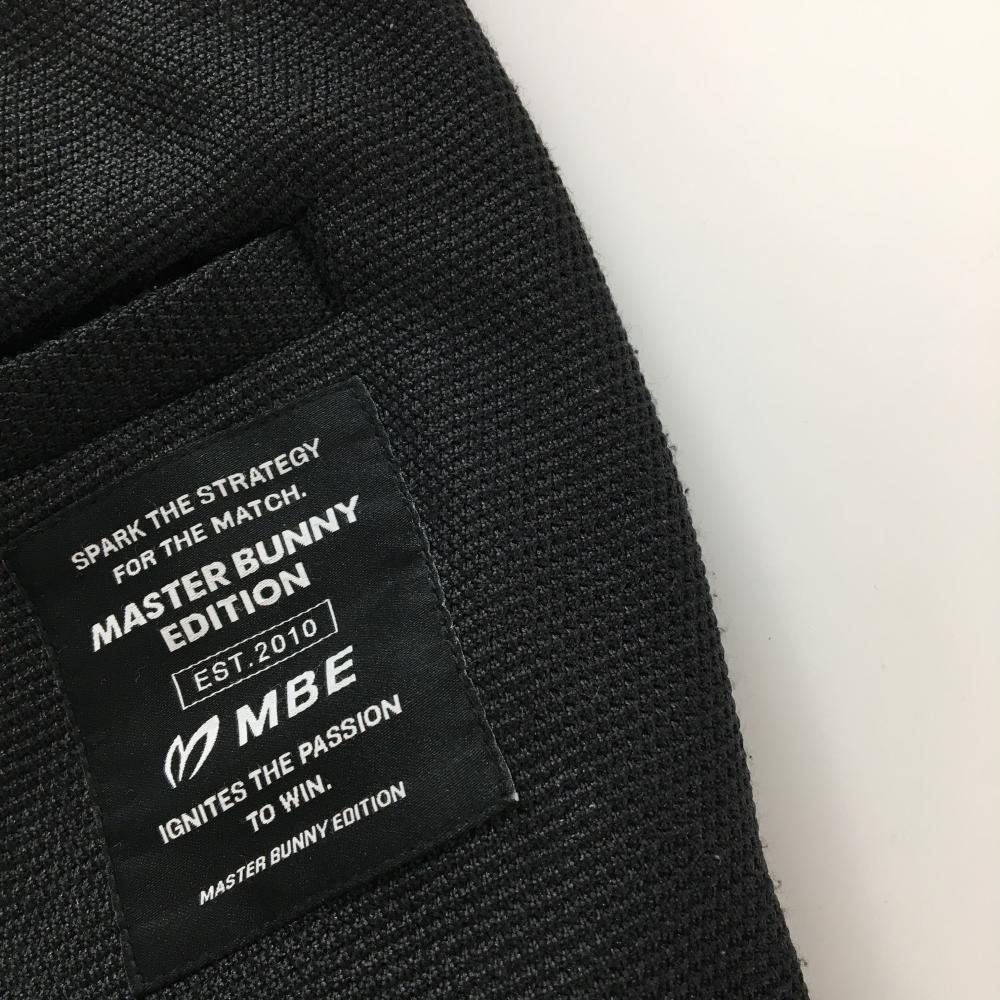 SPARK THE STRATEGY
FOR THE MATCH.
MASTER BUNNY
EDITION
EST.2010
MBE
IGNITES THE PASSION
TO WIN.
MASTER BUNNY EDITION